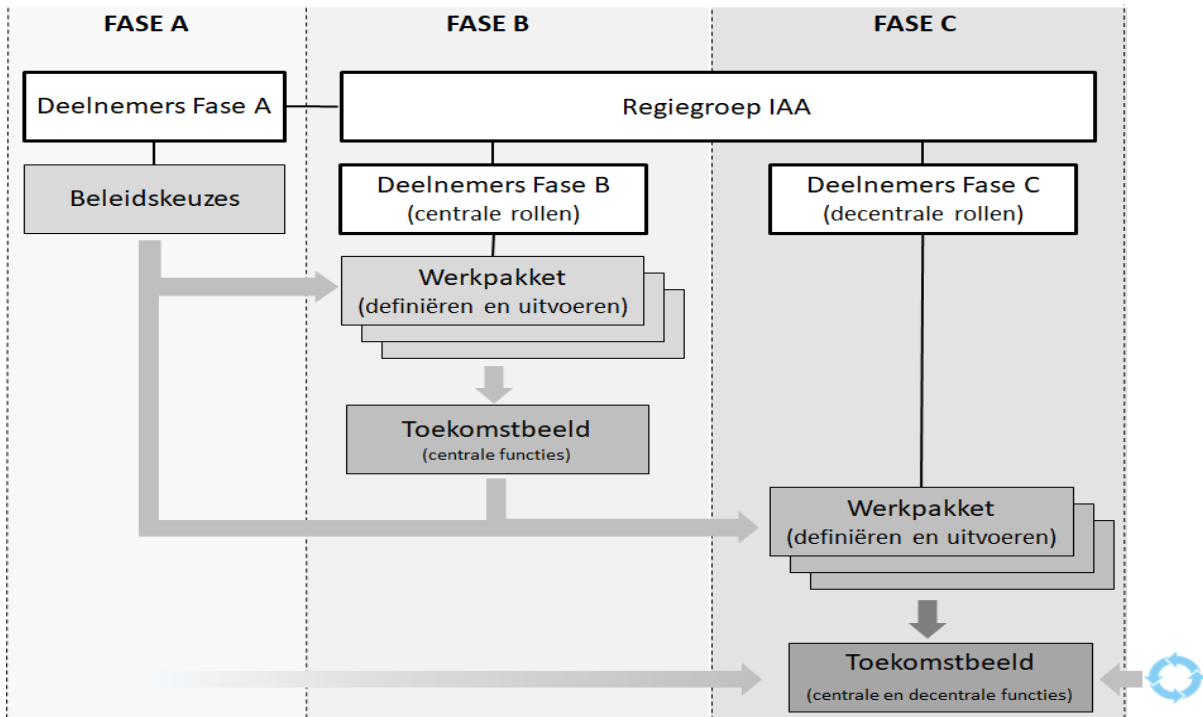 FASE A
FASE B
FASE C
Deelnemers Fase A
Regiegroep IAA
Beleidskeuzes
Deelnemers Fase B
(centrale rollen)
Deelnemers Fase C
(decentrale rollen)
Werkpakket
(definiëren en uitvoeren)
Toekomstbeeld
(centrale functies)
Werkpakket
(definiëren en uitvoeren)
Toekomstbeeld
(centrale en decentrale functies)